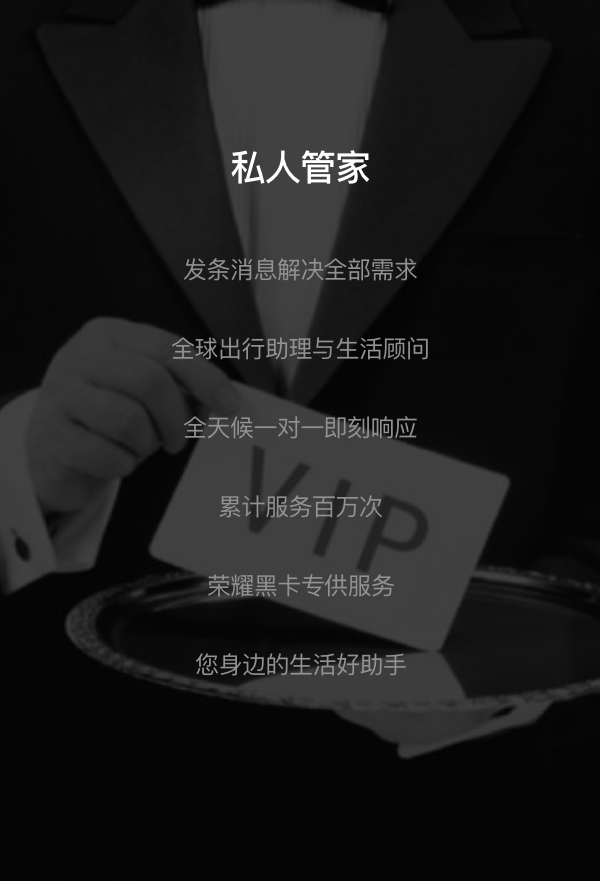 私人管家
发条消息解决全部需求
全球出行助理与生活顾问
全天候一对一即刻响应
VIP
累计服务百万次
荣耀黑卡专供服务
您身边的生活好助手